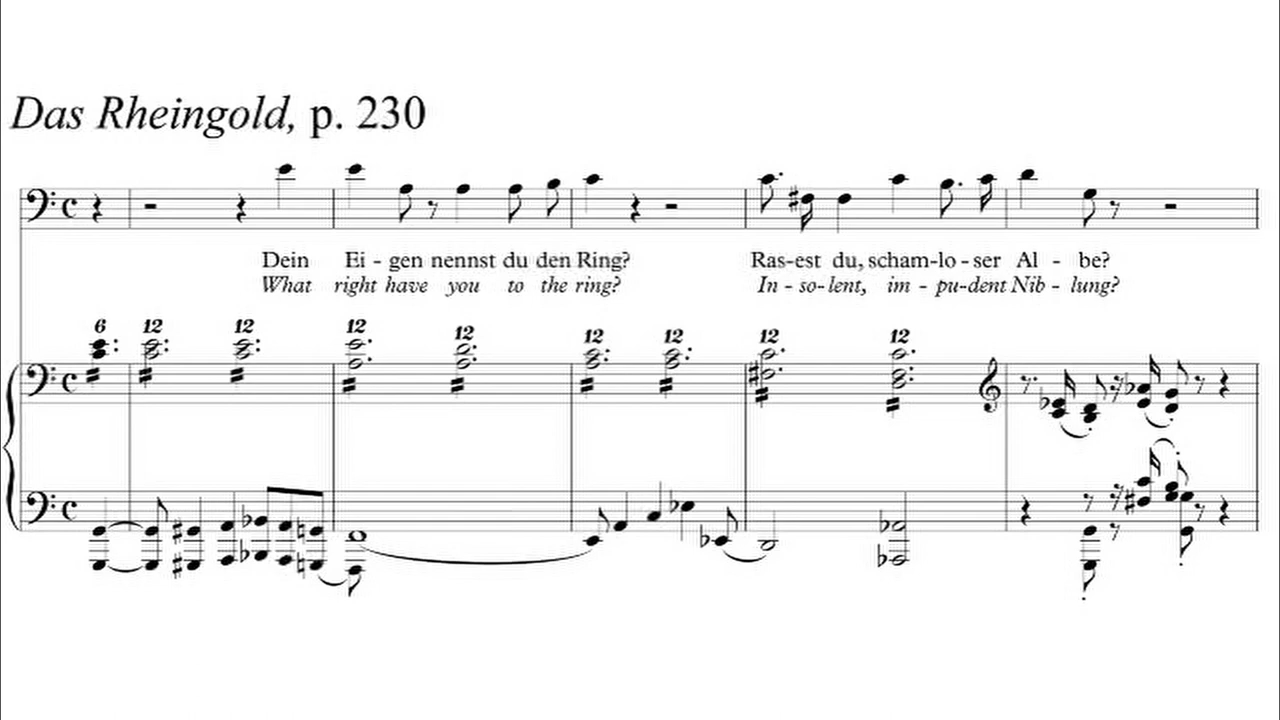 Das Rheingold, p. 230
Dein Ei - gen nennst du den Ring? Ras-est du, scham-lo-ser Al - be?
What right have you to the ring? In - so-lent, im - pu-dent Nib - lung?
6 12 12 12 12 12 12 12 12